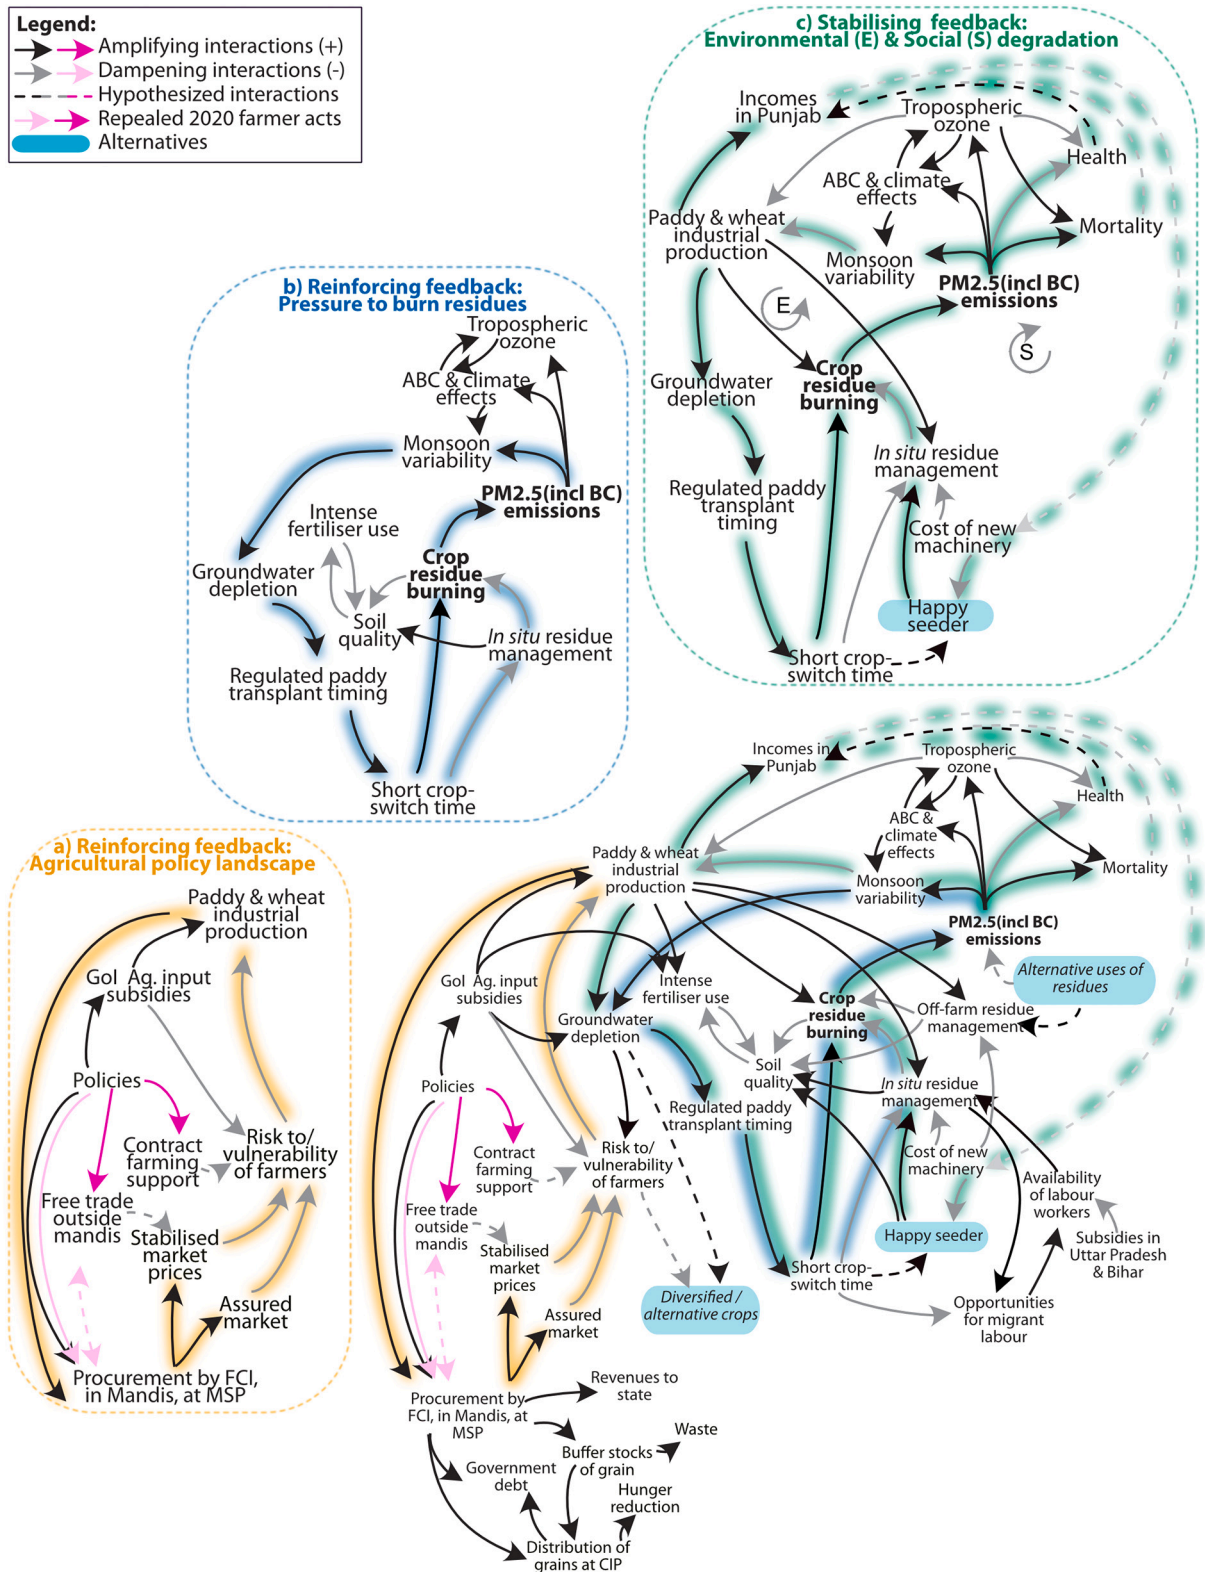 Legend:
Amplifying interactions (+)
Dampening interactions (-)
Hypothesized interactions
Repealed 2020 farmer acts
Alternatives
c) Stabilising feedback:
Environmental (E) & Social (S) degradation
Incomes
in Punjab
Tropospheric
ozone
Health
ABC & climate
effects
Mortality
Paddy & wheat
industrial
production
Monsoon
variability
PM2.5(incl BC)
emissions
E
S
Crop
residue
burning
Groundwater
depletion
In situ residue
management
Regulated paddy
transplant
timing
Cost of new
machinery
Happy
seeder
Short crop-
switch time
b) Reinforcing feedback:
Pressure to burn residues
Tropospheric
ozone
ABC & climate
effects
Monsoon
variability
PM2.5(incl BC)
emissions
Intense
fertiliser use
Crop
residue
burning
Groundwater
depletion
Soil
quality
In situ residue
management
Regulated paddy
transplant timing
Short crop-
switch time
a) Reinforcing feedback:
Agricultural policy landscape
Paddy & wheat
industrial
production
GoI Ag. input
subsidies
Policies
Contract
farming
support
Risk to/
vulnerability
of farmers
Free trade
outside
mandis
Stabilised
market
prices
Assured
market
Procurement by FCI,
in Mandis, at MSP
Incomes in
Punjab
Tropospheric
ozone
Health
ABC &
climate
effects
Paddy & wheat
industrial
production
Mortality
Monsoon
variability
PM2.5(incl BC)
emissions
Alternative uses of
residues
GoI Ag. input
subsidies
Intense
fertiliser use
Crop
residue
burning
Off-farm residue
management
Groundwater
depletion
Soil
quality
Policies
In situ residue
management
Regulated paddy
transplant timing
Contract
farming
support
Risk to/
vulnerability
of farmers
Cost of new
machinery
Availability
of labour
workers
Free trade
outside
mandis
Stabilised
market
prices
Happy seeder
Subsidies in
Uttar Pradesh
& Bihar
Short crop-
switch time
Diversified /
alternative crops
Opportunities
for migrant
labour
Assured
market
Procurement by
FCI, in Mandis, at
MSP
Revenues to
state
Waste
Buffer stocks
of grain
Government
debt
Hunger
reduction
Distribution of
grains at CIP